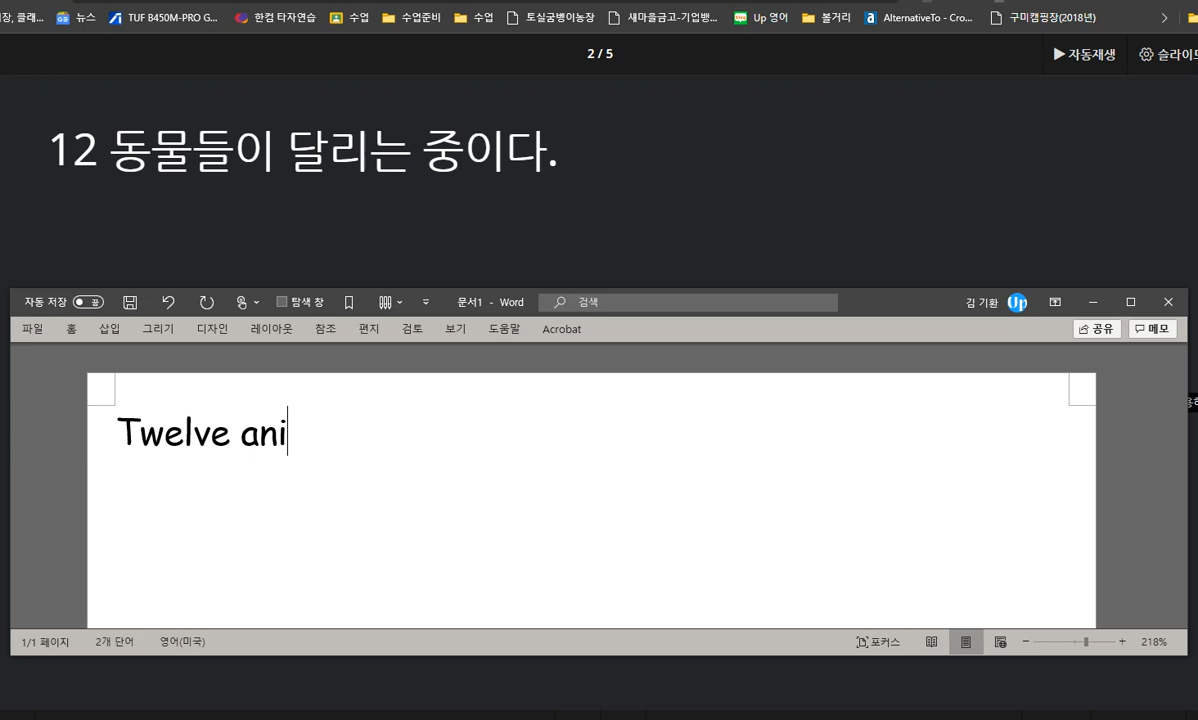 장, 클래... 뉴스 TUF B450M-PRO G... 한컴 타자연습 수업 수업준비 수업 토실굼벵이농장 새마을금고-기업뱅... Up 영어 볼거리 AlternativeTo - Cro... 구미캠핑장(2018년)
2 / 5 자동재생 슬라이드
12 동물들이 달리는 중이다.
자동 저장 끔 탐색 창 문서1 - Word 검색 김 기환 Up
파일 홈 삽입 그리기 디자인 레이아웃 참조 편지 검토 보기 도움말 Acrobat 공유 메모
Twelve ani
1/1 페이지 2개 단어 영어(미국) 포커스 218%